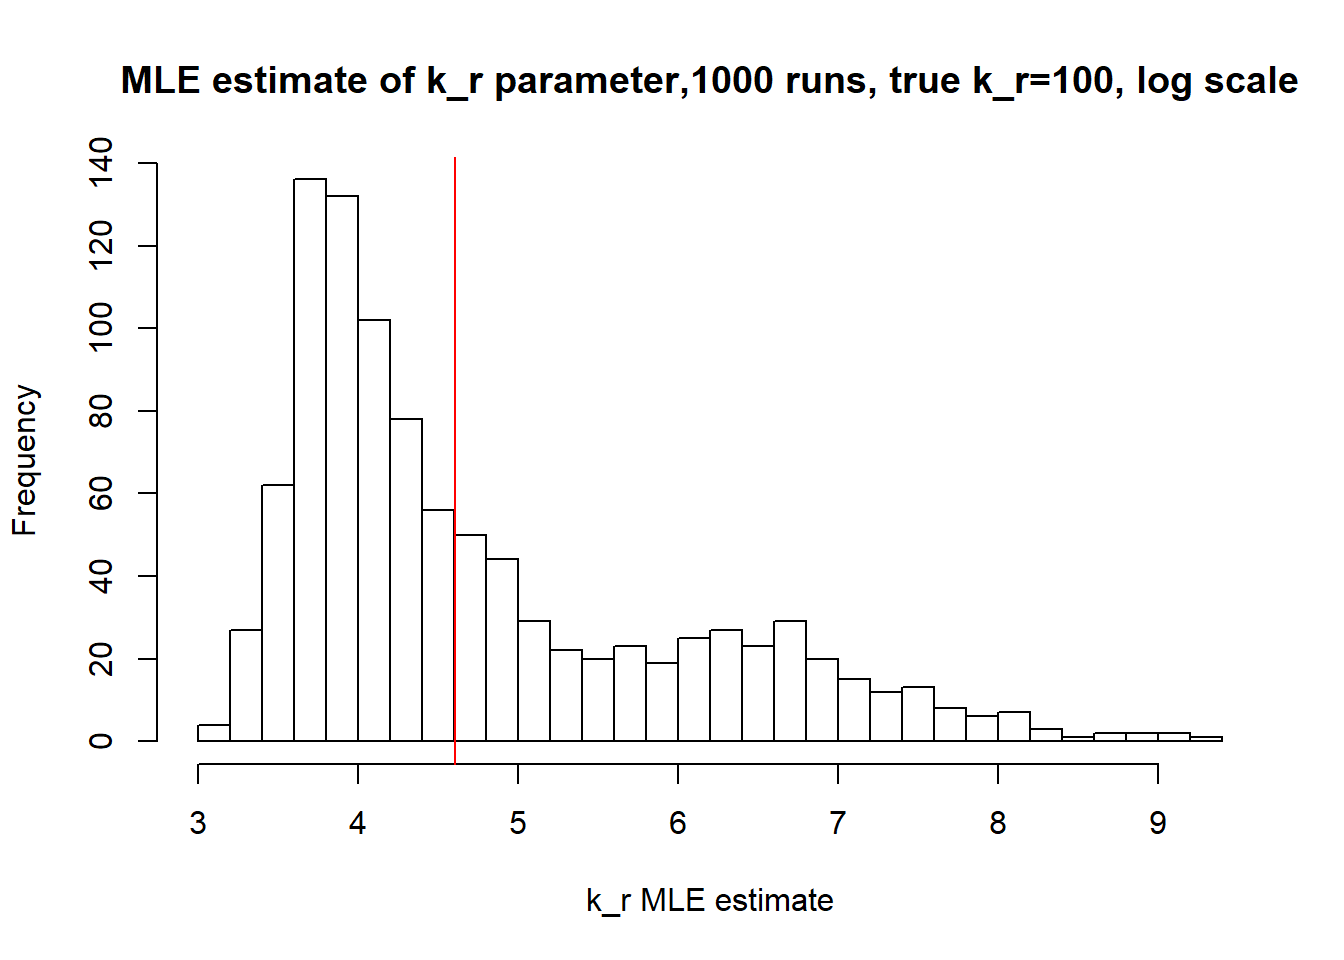 MLE estimate of k_r parameter,1000 runs, true k_r=100, log scale
Frequency
140
120
100
80
60
40
20
0
3 4 5 6 7 8 9
k_r MLE estimate